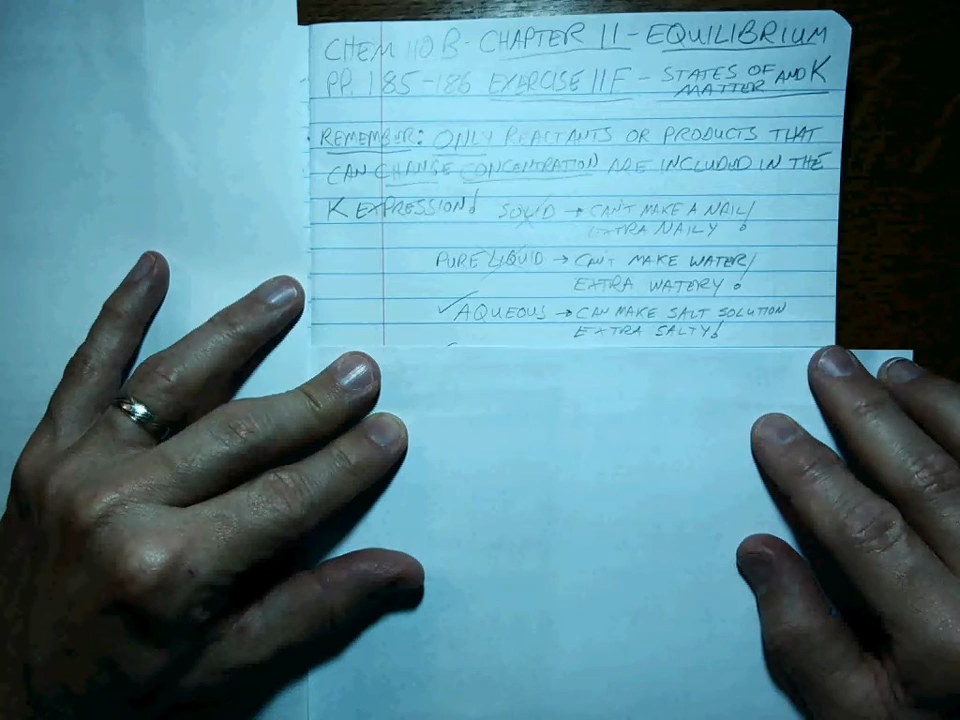 CHEM 110B - CHAPTER 11 - EQUILIBRIUM
PP. 185-186 EXERCISE 11F - STATES OF MATTER AND K
REMEMBER: ONLY REACTANTS OR PRODUCTS THAT
CAN CHANGE CONCENTRATION ARE INCLUDED IN THE
K EXPRESSION! SOLID → CAN'T MAKE A NAIL
EXTRA NAILY!
PURE LIQUID → CAN'T MAKE WATER
EXTRA WATERY!
✓ AQUEOUS → CAN MAKE SALT SOLUTION
EXTRA SALTY!